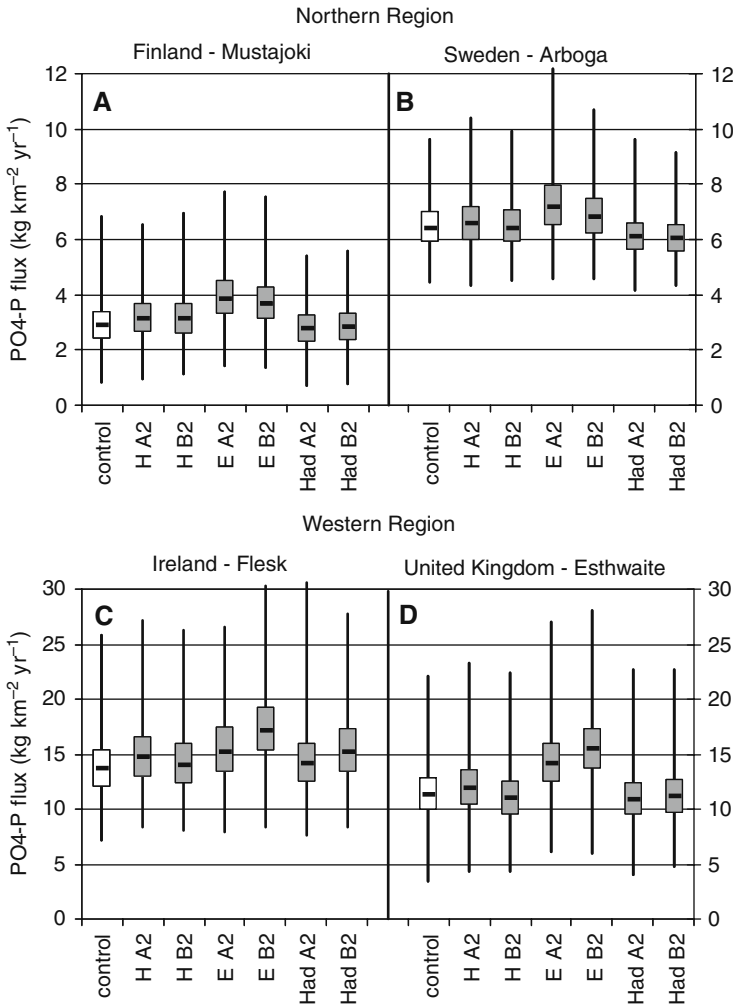 Northern Region
Finland - Mustajoki
Sweden - Arboga
PO4-P flux (kg km⁻² yr⁻¹)
12
10
8
6
4
2
0
A
B
12
10
8
6
4
2
0
control
H A2
H B2
E A2
E B2
Had A2
Had B2
control
H A2
H B2
E A2
E B2
Had A2
Had B2
Western Region
Ireland - Flesk
United Kingdom - Esthwaite
PO4-P flux (kg km⁻² yr⁻¹)
30
25
20
15
10
5
0
C
D
30
25
20
15
10
5
0
control
H A2
H B2
E A2
E B2
Had A2
Had B2
control
H A2
H B2
E A2
E B2
Had A2
Had B2